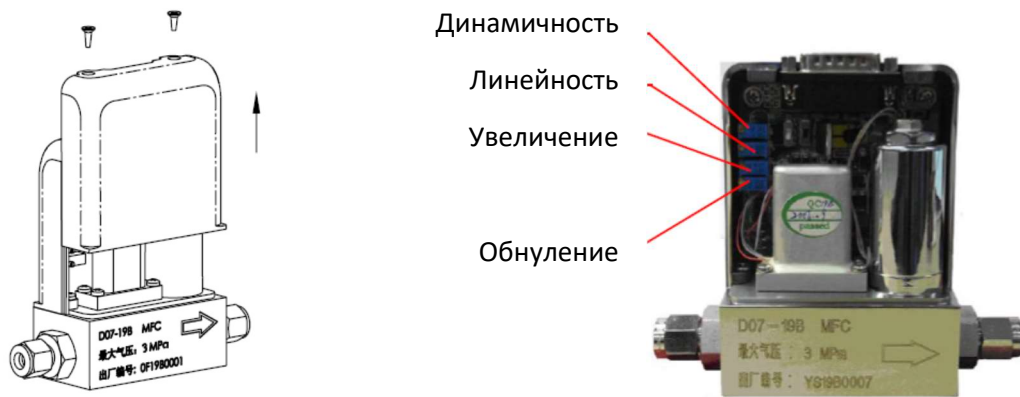 Динамичность
Линейность
Увеличение
Обнуление
D07-19B MFC
最大气压: 3 MPa
出厂编号: 0F19B0001
passed
D07-19B MFC
最大气压: 3 MPa
出厂编号: YS19B0007